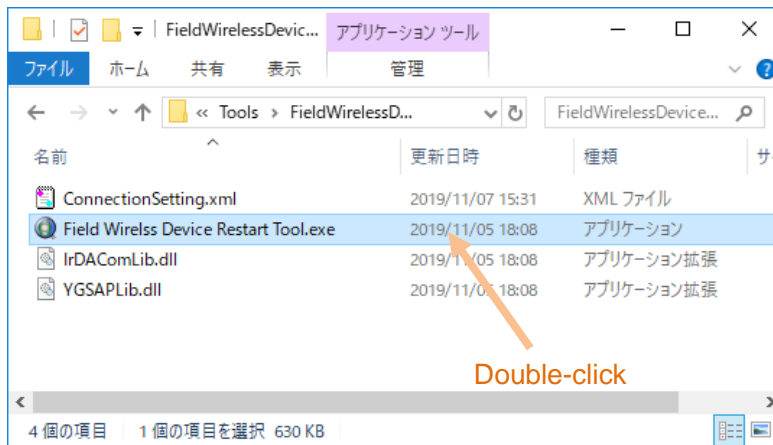 FieldWirelessDevic... アプリケーション ツール
ファイル ホーム 共有 表示 管理
« Tools > FieldWirelessD... FieldWirelessDevice...
名前 更新日時 種類 サ
ConnectionSetting.xml 2019/11/07 15:31 XML ファイル
Field Wirelss Device Restart Tool.exe 2019/11/05 18:08 アプリケーション
IrDAComLib.dll 2019/11/05 18:08 アプリケーション拡張
YGSAPLib.dll 2019/11/05 18:08 アプリケーション拡張
Double-click
4 個の項目 1 個の項目を選択 630 KB